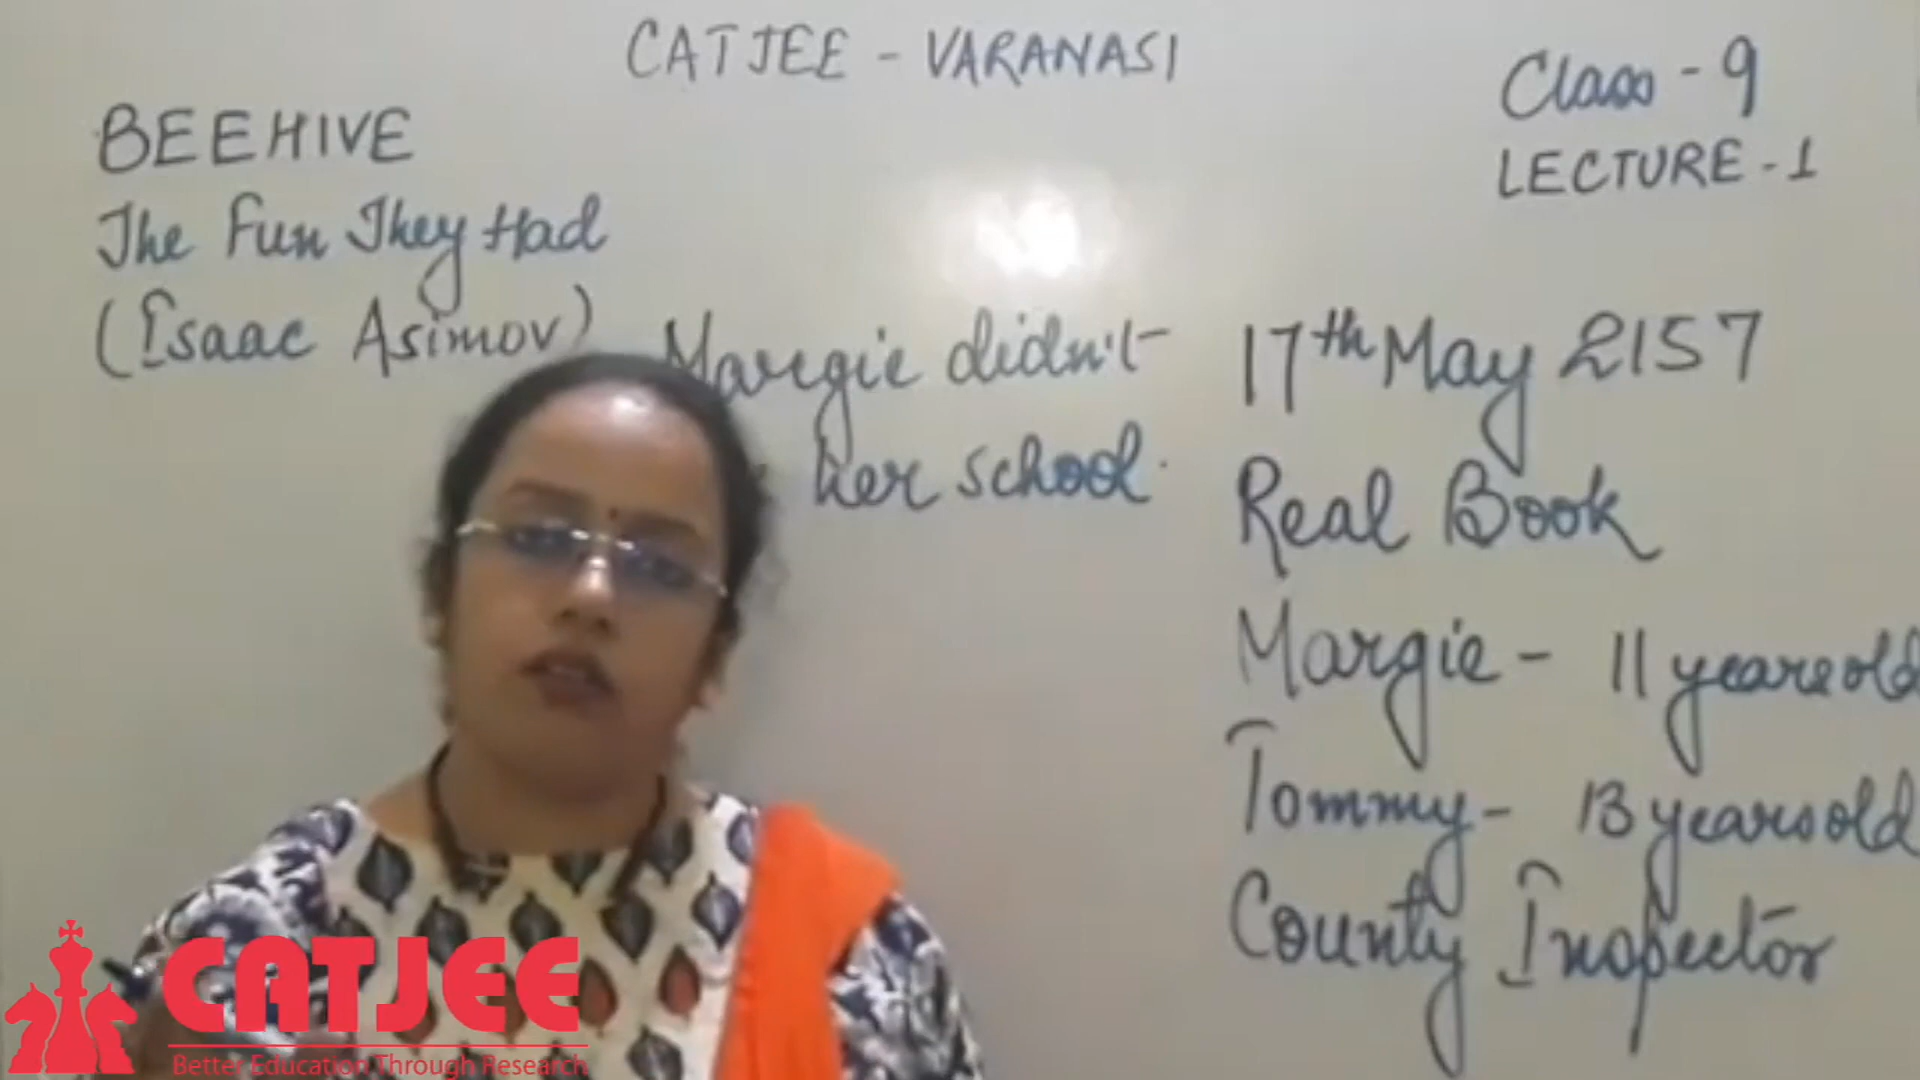 CATJEE - VARANASI
Class - 9
LECTURE - 1
BEEHIVE
The Fun They Had
(Isaac Asimov)
Margie didn't
her school.
17th May 2157
Real Book
Margie - 11 years old
Tommy - 13 years old
County Inspector
CATJEE
Better Education Through Research